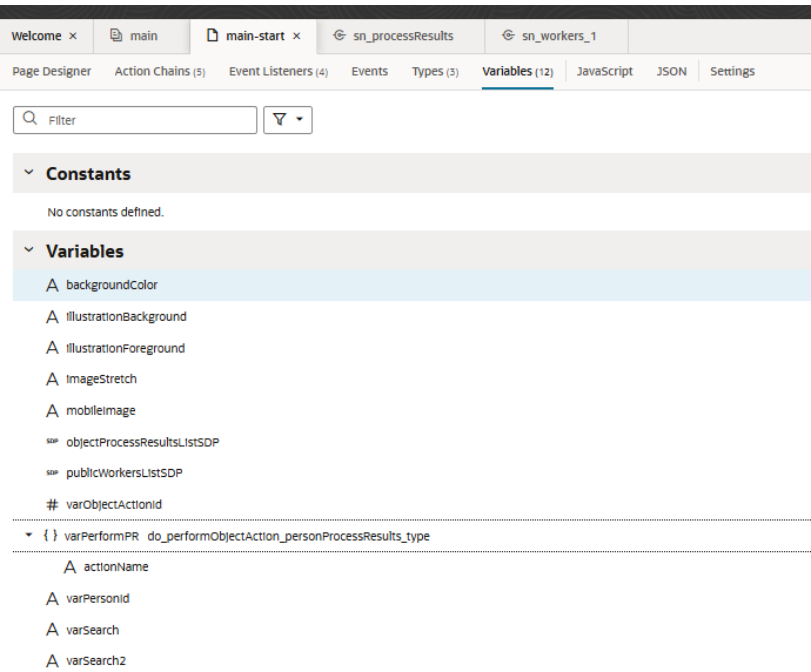 Welcome × main main-start × sn_processResults sn_workers_1
Page Designer Action Chains (5) Event Listeners (4) Events Types (3) Variables (12) JavaScript JSON Settings
Filter
Constants
No constants defined.
Variables
A backgroundColor
A illustrationBackground
A illustrationForeground
A imageStretch
A mobileImage
SDP objectProcessResultsListSDP
SDP publicWorkersListSDP
# varObjectActionId
{ } varPerformPR do_performObjectAction_personProcessResults_type
A actionName
A varPersonId
A varSearch
A varSearch2